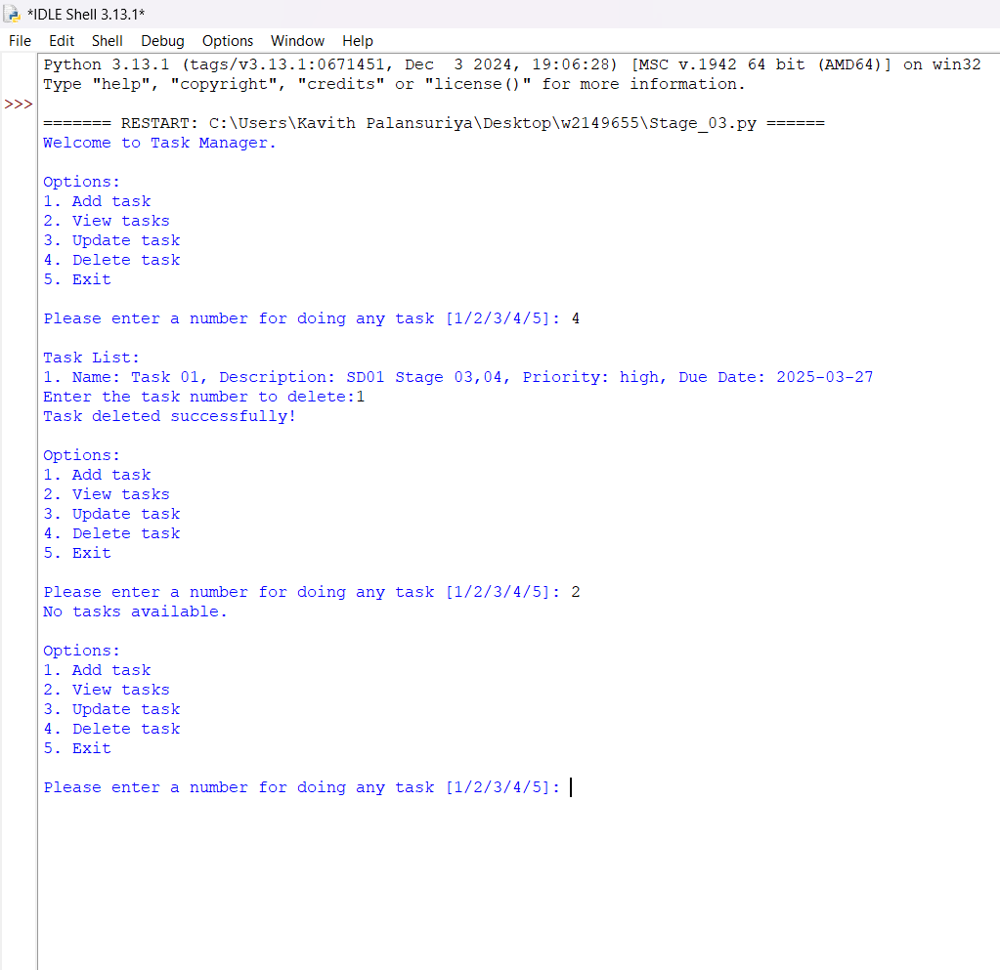 *IDLE Shell 3.13.1*
File Edit Shell Debug Options Window Help
Python 3.13.1 (tags/v3.13.1:0671451, Dec  3 2024, 19:06:28) [MSC v.1942 64 bit (AMD64)] on win32
Type "help", "copyright", "credits" or "license()" for more information.
>>>
======= RESTART: C:\Users\Kavith Palansuriya\Desktop\w2149655\Stage_03.py ======
Welcome to Task Manager.
Options:
1. Add task
2. View tasks
3. Update task
4. Delete task
5. Exit
Please enter a number for doing any task [1/2/3/4/5]: 4
Task List:
1. Name: Task 01, Description: SD01 Stage 03,04, Priority: high, Due Date: 2025-03-27
Enter the task number to delete:1
Task deleted successfully!
Options:
1. Add task
2. View tasks
3. Update task
4. Delete task
5. Exit
Please enter a number for doing any task [1/2/3/4/5]: 2
No tasks available.
Options:
1. Add task
2. View tasks
3. Update task
4. Delete task
5. Exit
Please enter a number for doing any task [1/2/3/4/5]: